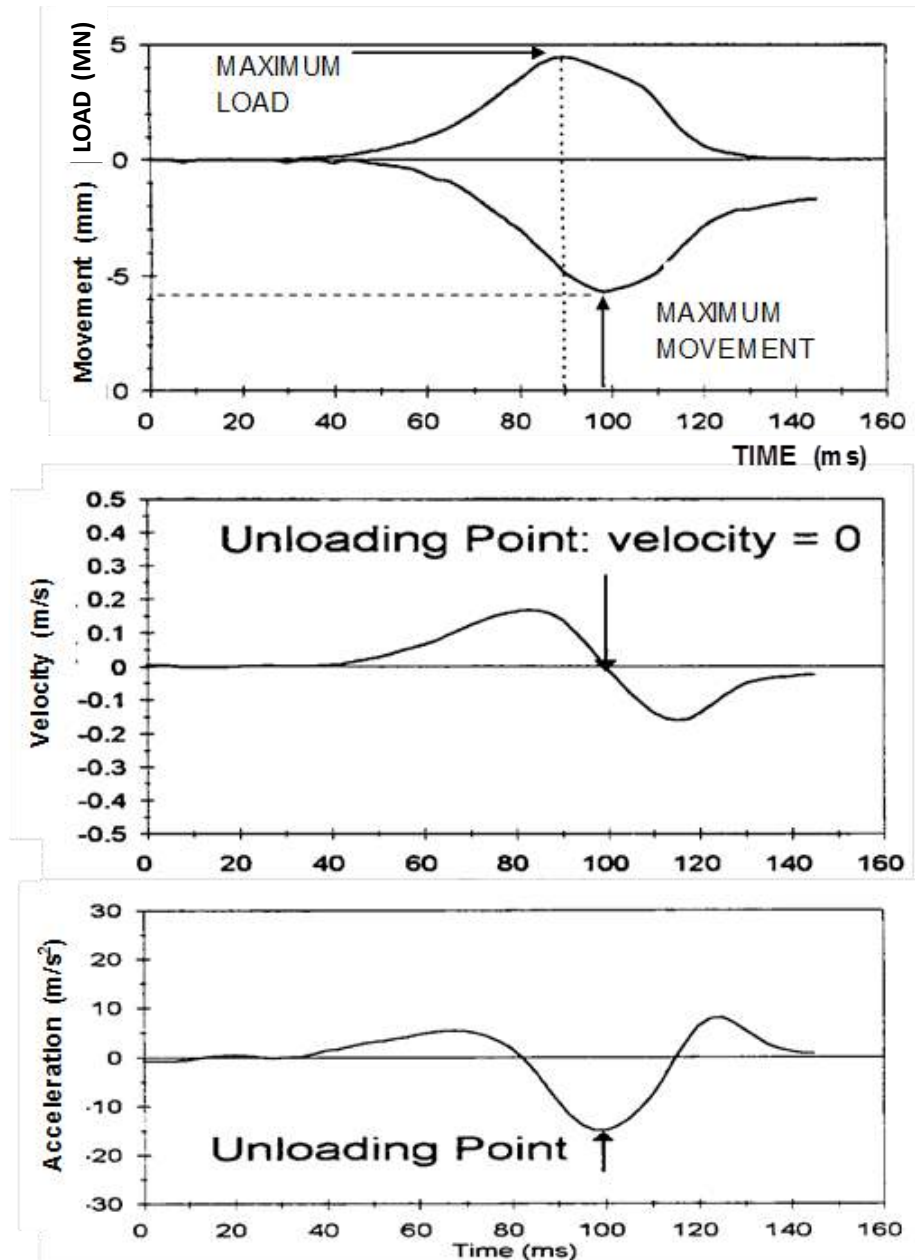 LOAD (MN)
Movement (mm)
5
0
-5
0
MAXIMUM
LOAD
MAXIMUM
MOVEMENT
0 20 40 60 80 100 120 140 160
TIME (ms)
Velocity (m/s)
0.5
0.4
0.3
0.2
0.1
0
-0.1
-0.2
-0.3
-0.4
-0.5
Unloading Point: velocity = 0
0 20 40 60 80 100 120 140 160
Acceleration (m/s²)
30
20
10
0
-10
-20
-30
Unloading Point
0 20 40 60 80 100 120 140 160
Time (ms)